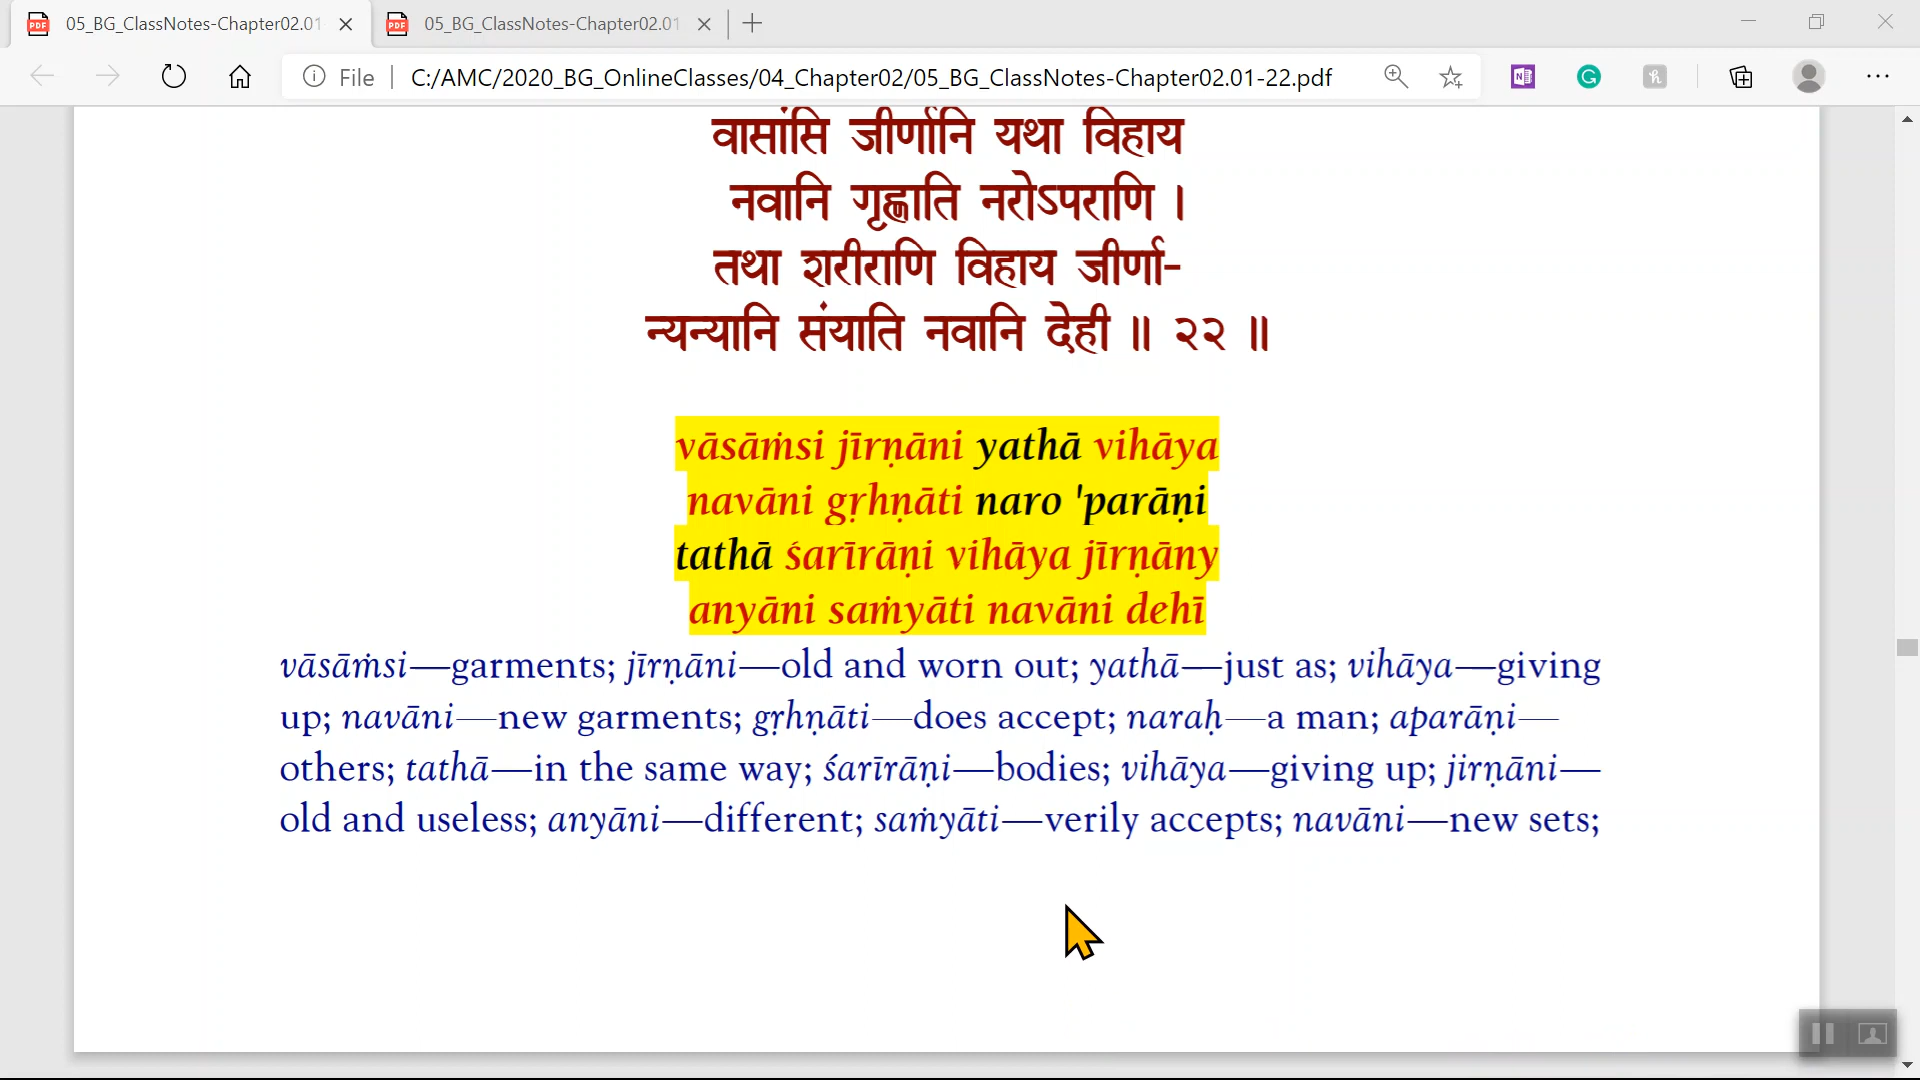 05_BG_ClassNotes-Chapter02.01
05_BG_ClassNotes-Chapter02.01
File
C:/AMC/2020_BG_OnlineClasses/04_Chapter02/05_BG_ClassNotes-Chapter02.01-22.pdf
वासांसि जीर्णानि यथा विहाय
नवानि गृह्णाति नरोऽपराणि ।
तथा शरीराणि विहाय जीर्णा-
न्यन्यानि संयाति नवानि देही ॥ २२ ॥
vāsāṁsi jīrṇāni yathā vihāya
navāni gṛhṇāti naro 'parāṇi
tathā śarīrāṇi vihāya jīrṇāny
anyāni saṁyāti navāni dehī
vāsāṁsi—garments; jīrṇāni—old and worn out; yathā—just as; vihāya—giving
up; navāni—new garments; gṛhṇāti—does accept; naraḥ—a man; aparāṇi—
others; tathā—in the same way; śarīrāṇi—bodies; vihāya—giving up; jirṇāni—
old and useless; anyāni—different; saṁyāti—verily accepts; navāni—new sets;